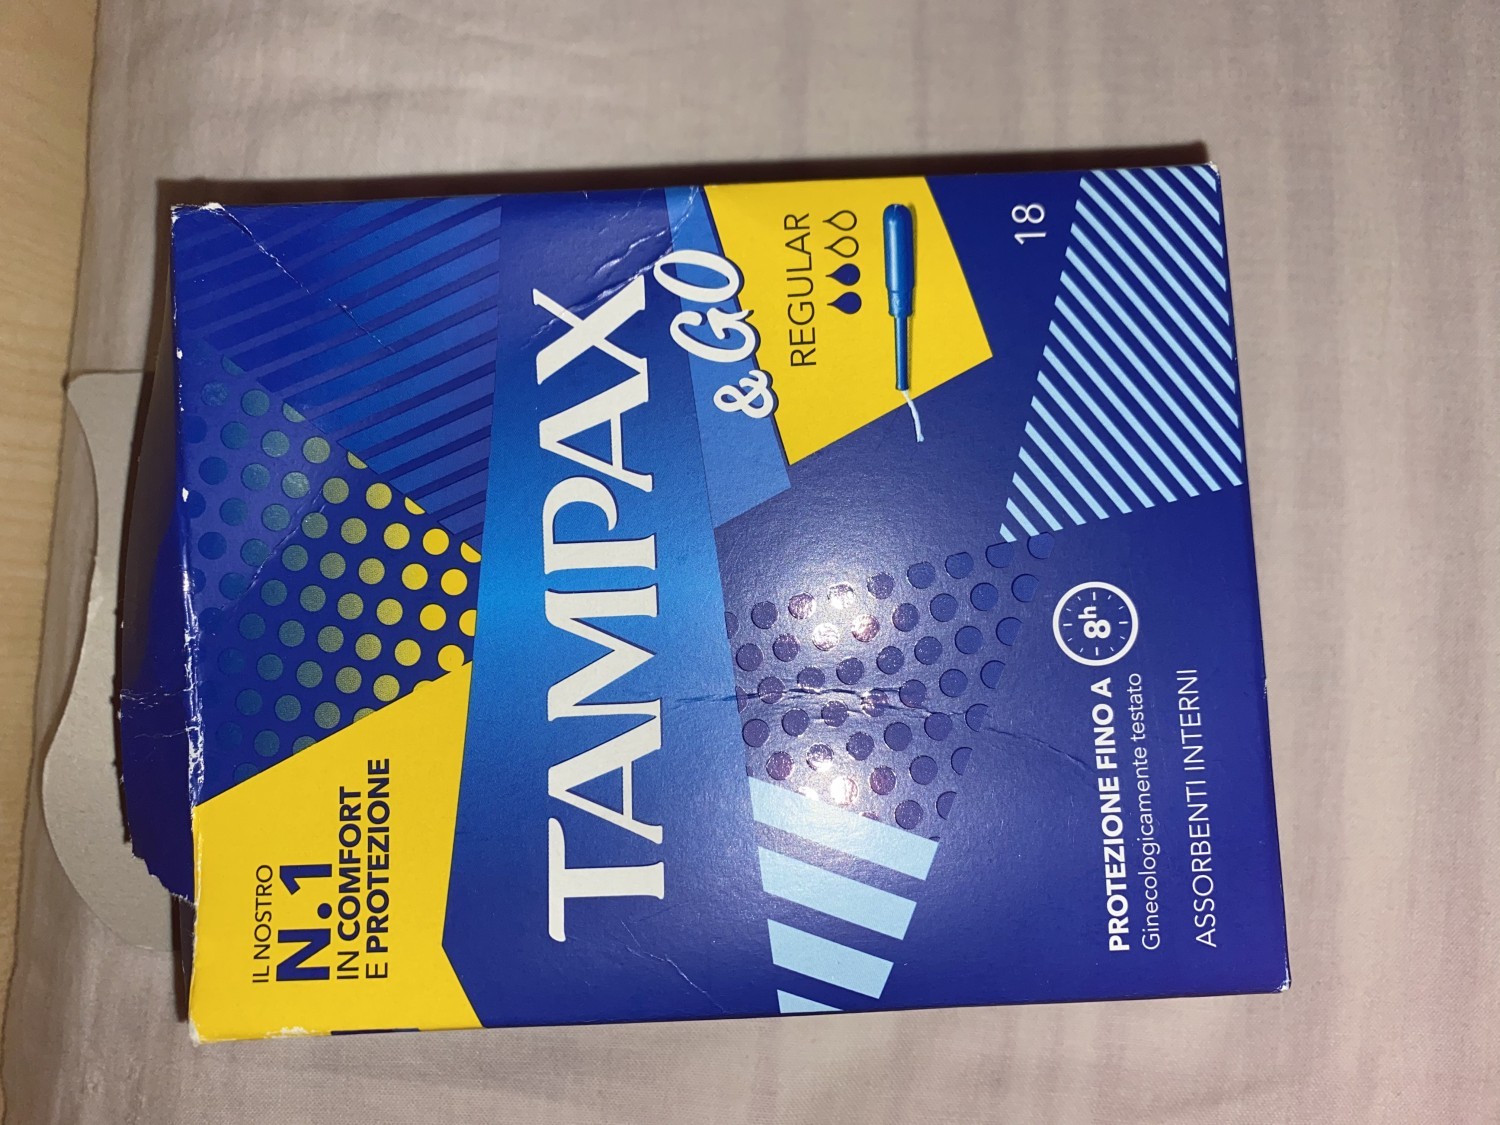 IL NOSTRO
N.1
IN COMFORT
E PROTEZIONE
TAMPAX
& GO
REGULAR
18
PROTEZIONE FINO A 8h
Ginecologicamente testato
ASSORBENTI INTERNI